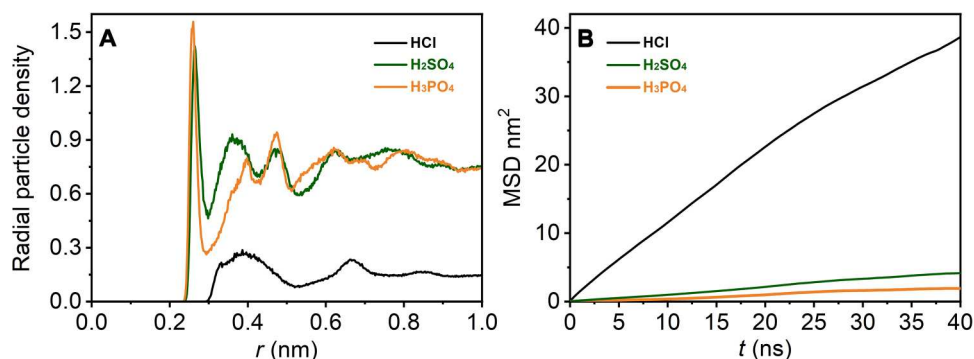 A
HCl
H₂SO₄
H₃PO₄
Radial particle density
1.5
1.2
0.9
0.6
0.3
0.0
0.0 0.2 0.4 0.6 0.8 1.0
r (nm)
B
HCl
H₂SO₄
H₃PO₄
MSD nm²
40
30
20
10
0
0 5 10 15 20 25 30 35 40
t (ns)